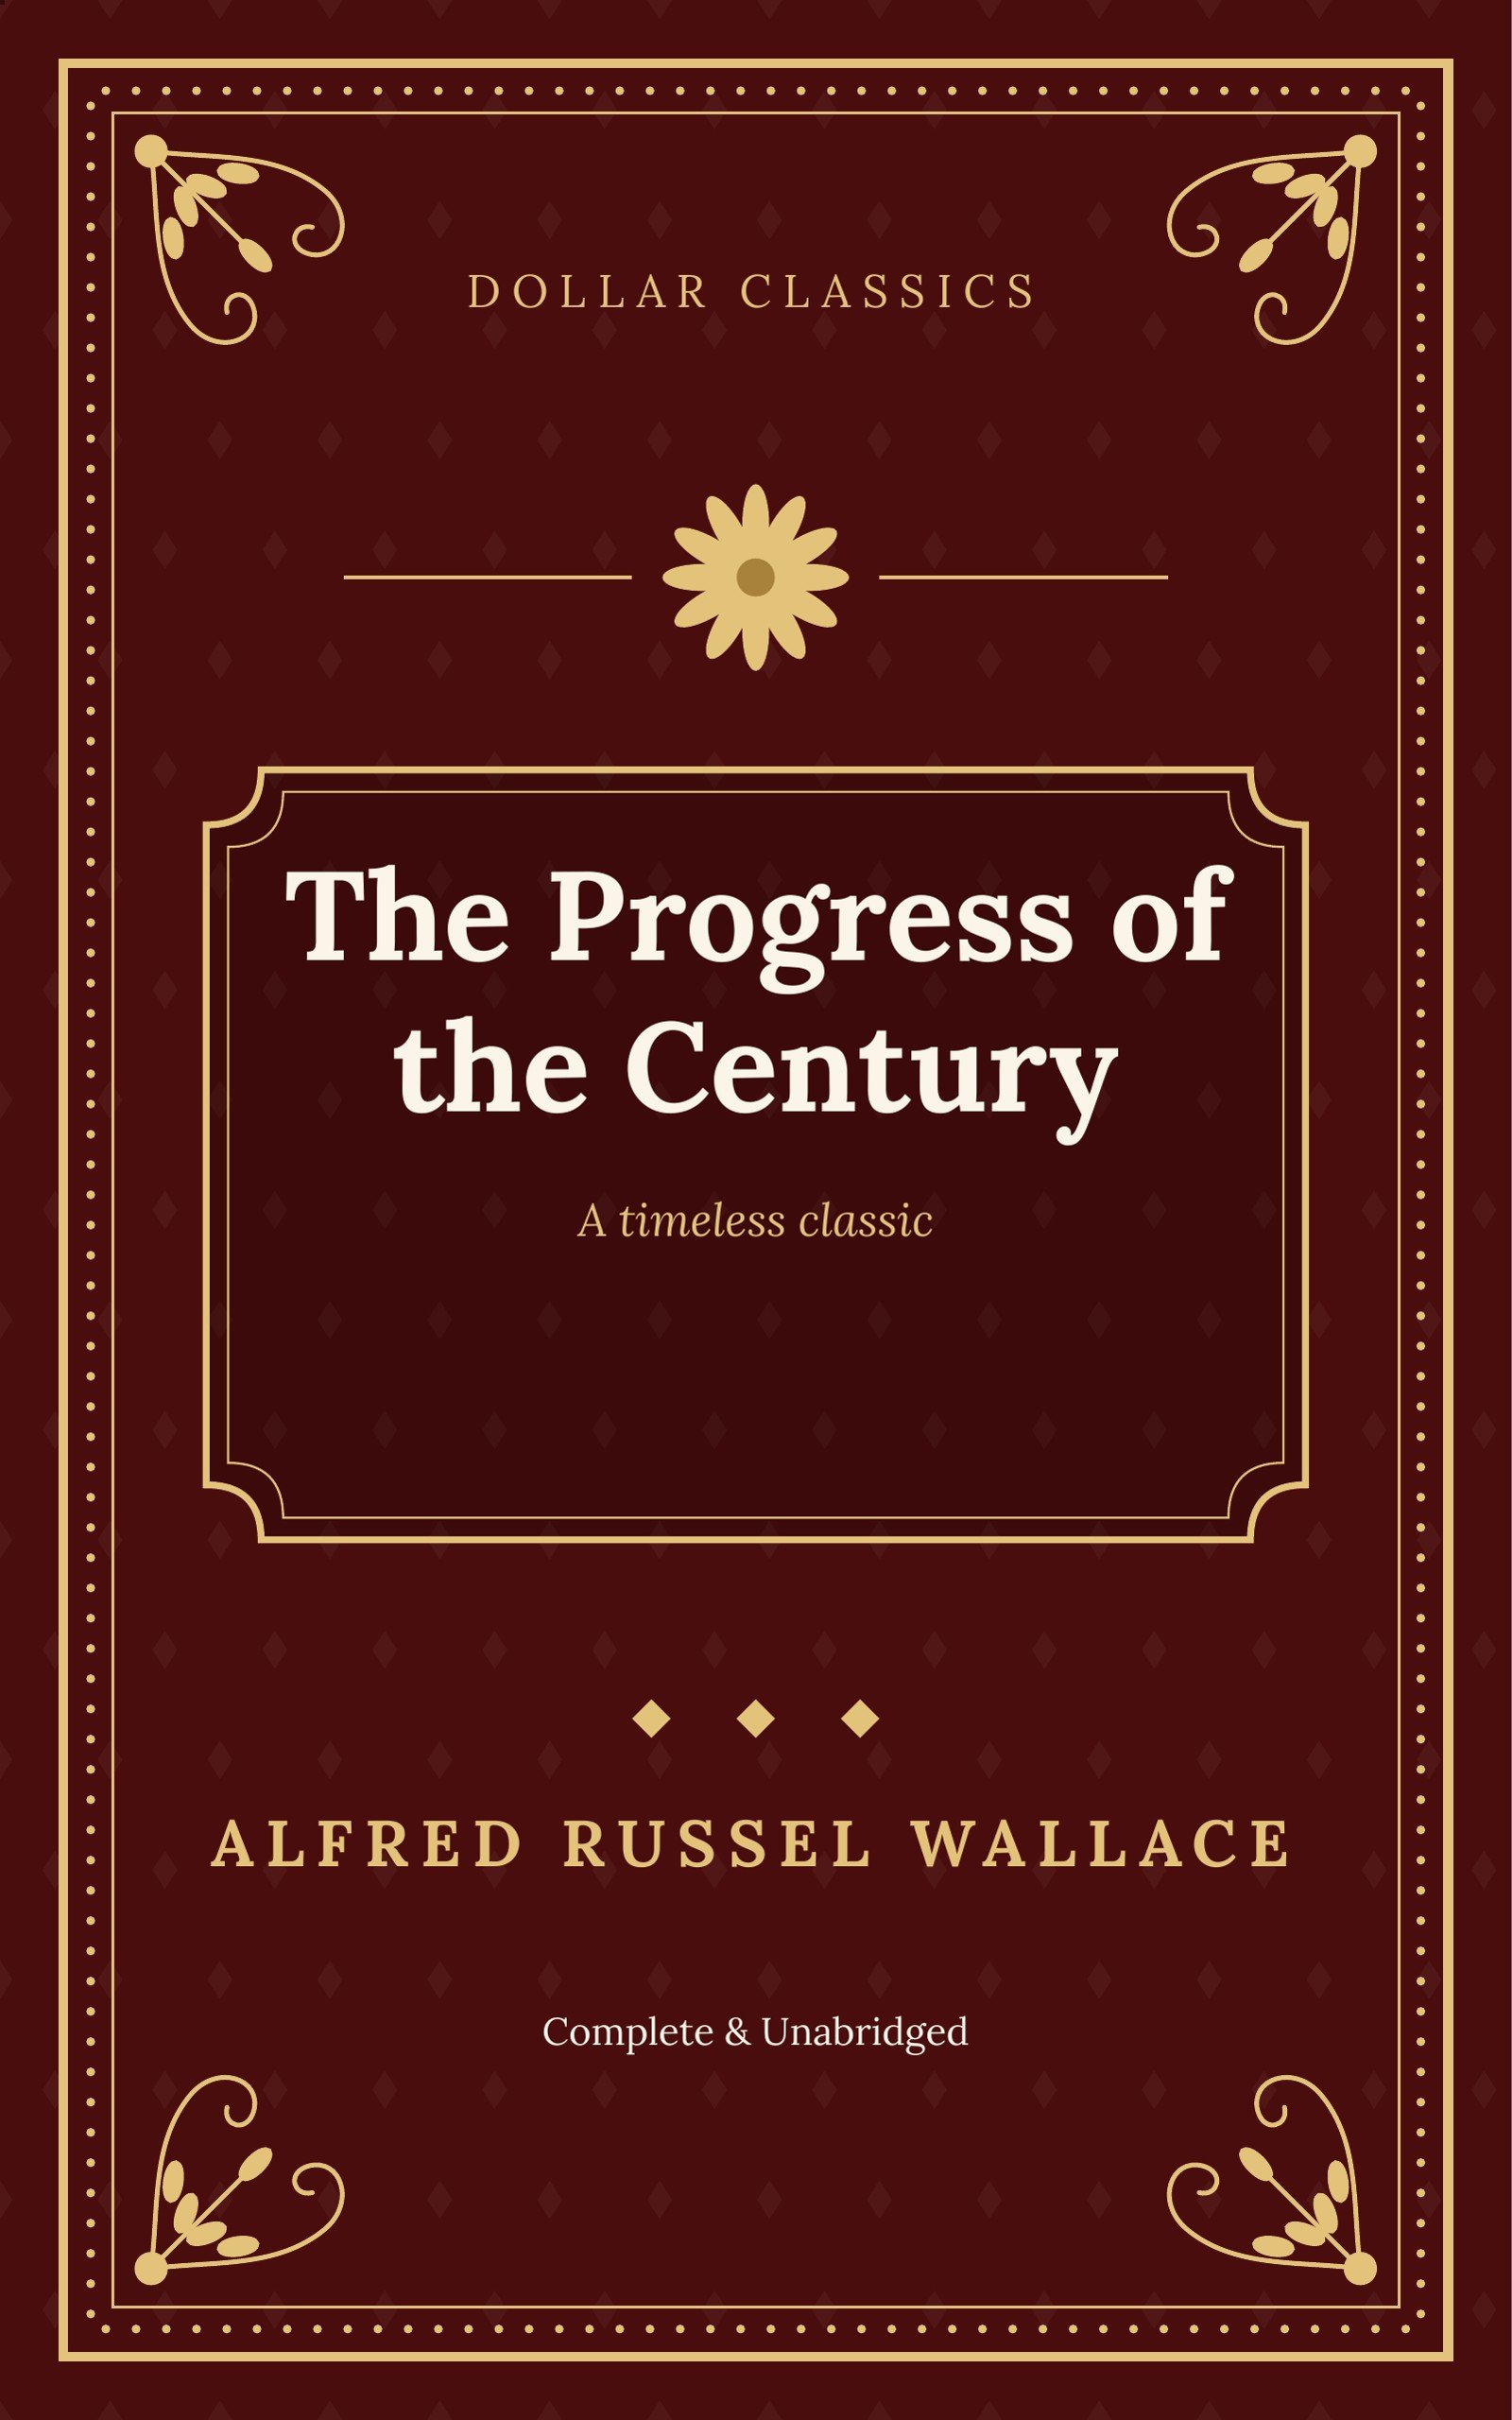 DOLLAR CLASSICS
The Progress of
the Century
A timeless classic
ALFRED RUSSEL WALLACE
Complete & Unabridged